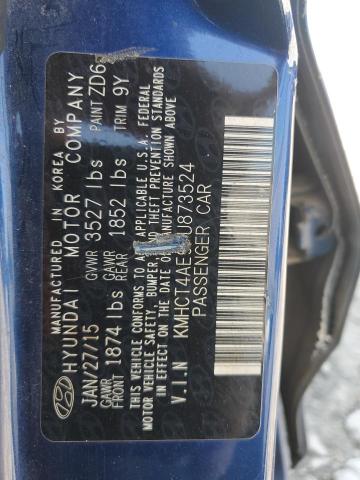 MANUFACTURED IN KOREA BY
HYUNDAI MOTOR COMPANY
JAN/27/15 GVWR 3527 lbs PAINT ZD6
GAWR FRONT 1874 lbs GAWR REAR 1852 lbs TRIM 9Y
THIS VEHICLE CONFORMS TO ALL APPLICABLE U.S.A. FEDERAL
MOTOR VEHICLE SAFETY, BUMPER, AND THEFT PREVENTION STANDARDS
IN EFFECT ON THE DATE OF MANUFACTURE SHOWN ABOVE
V.I.N
PASSENGER CAR